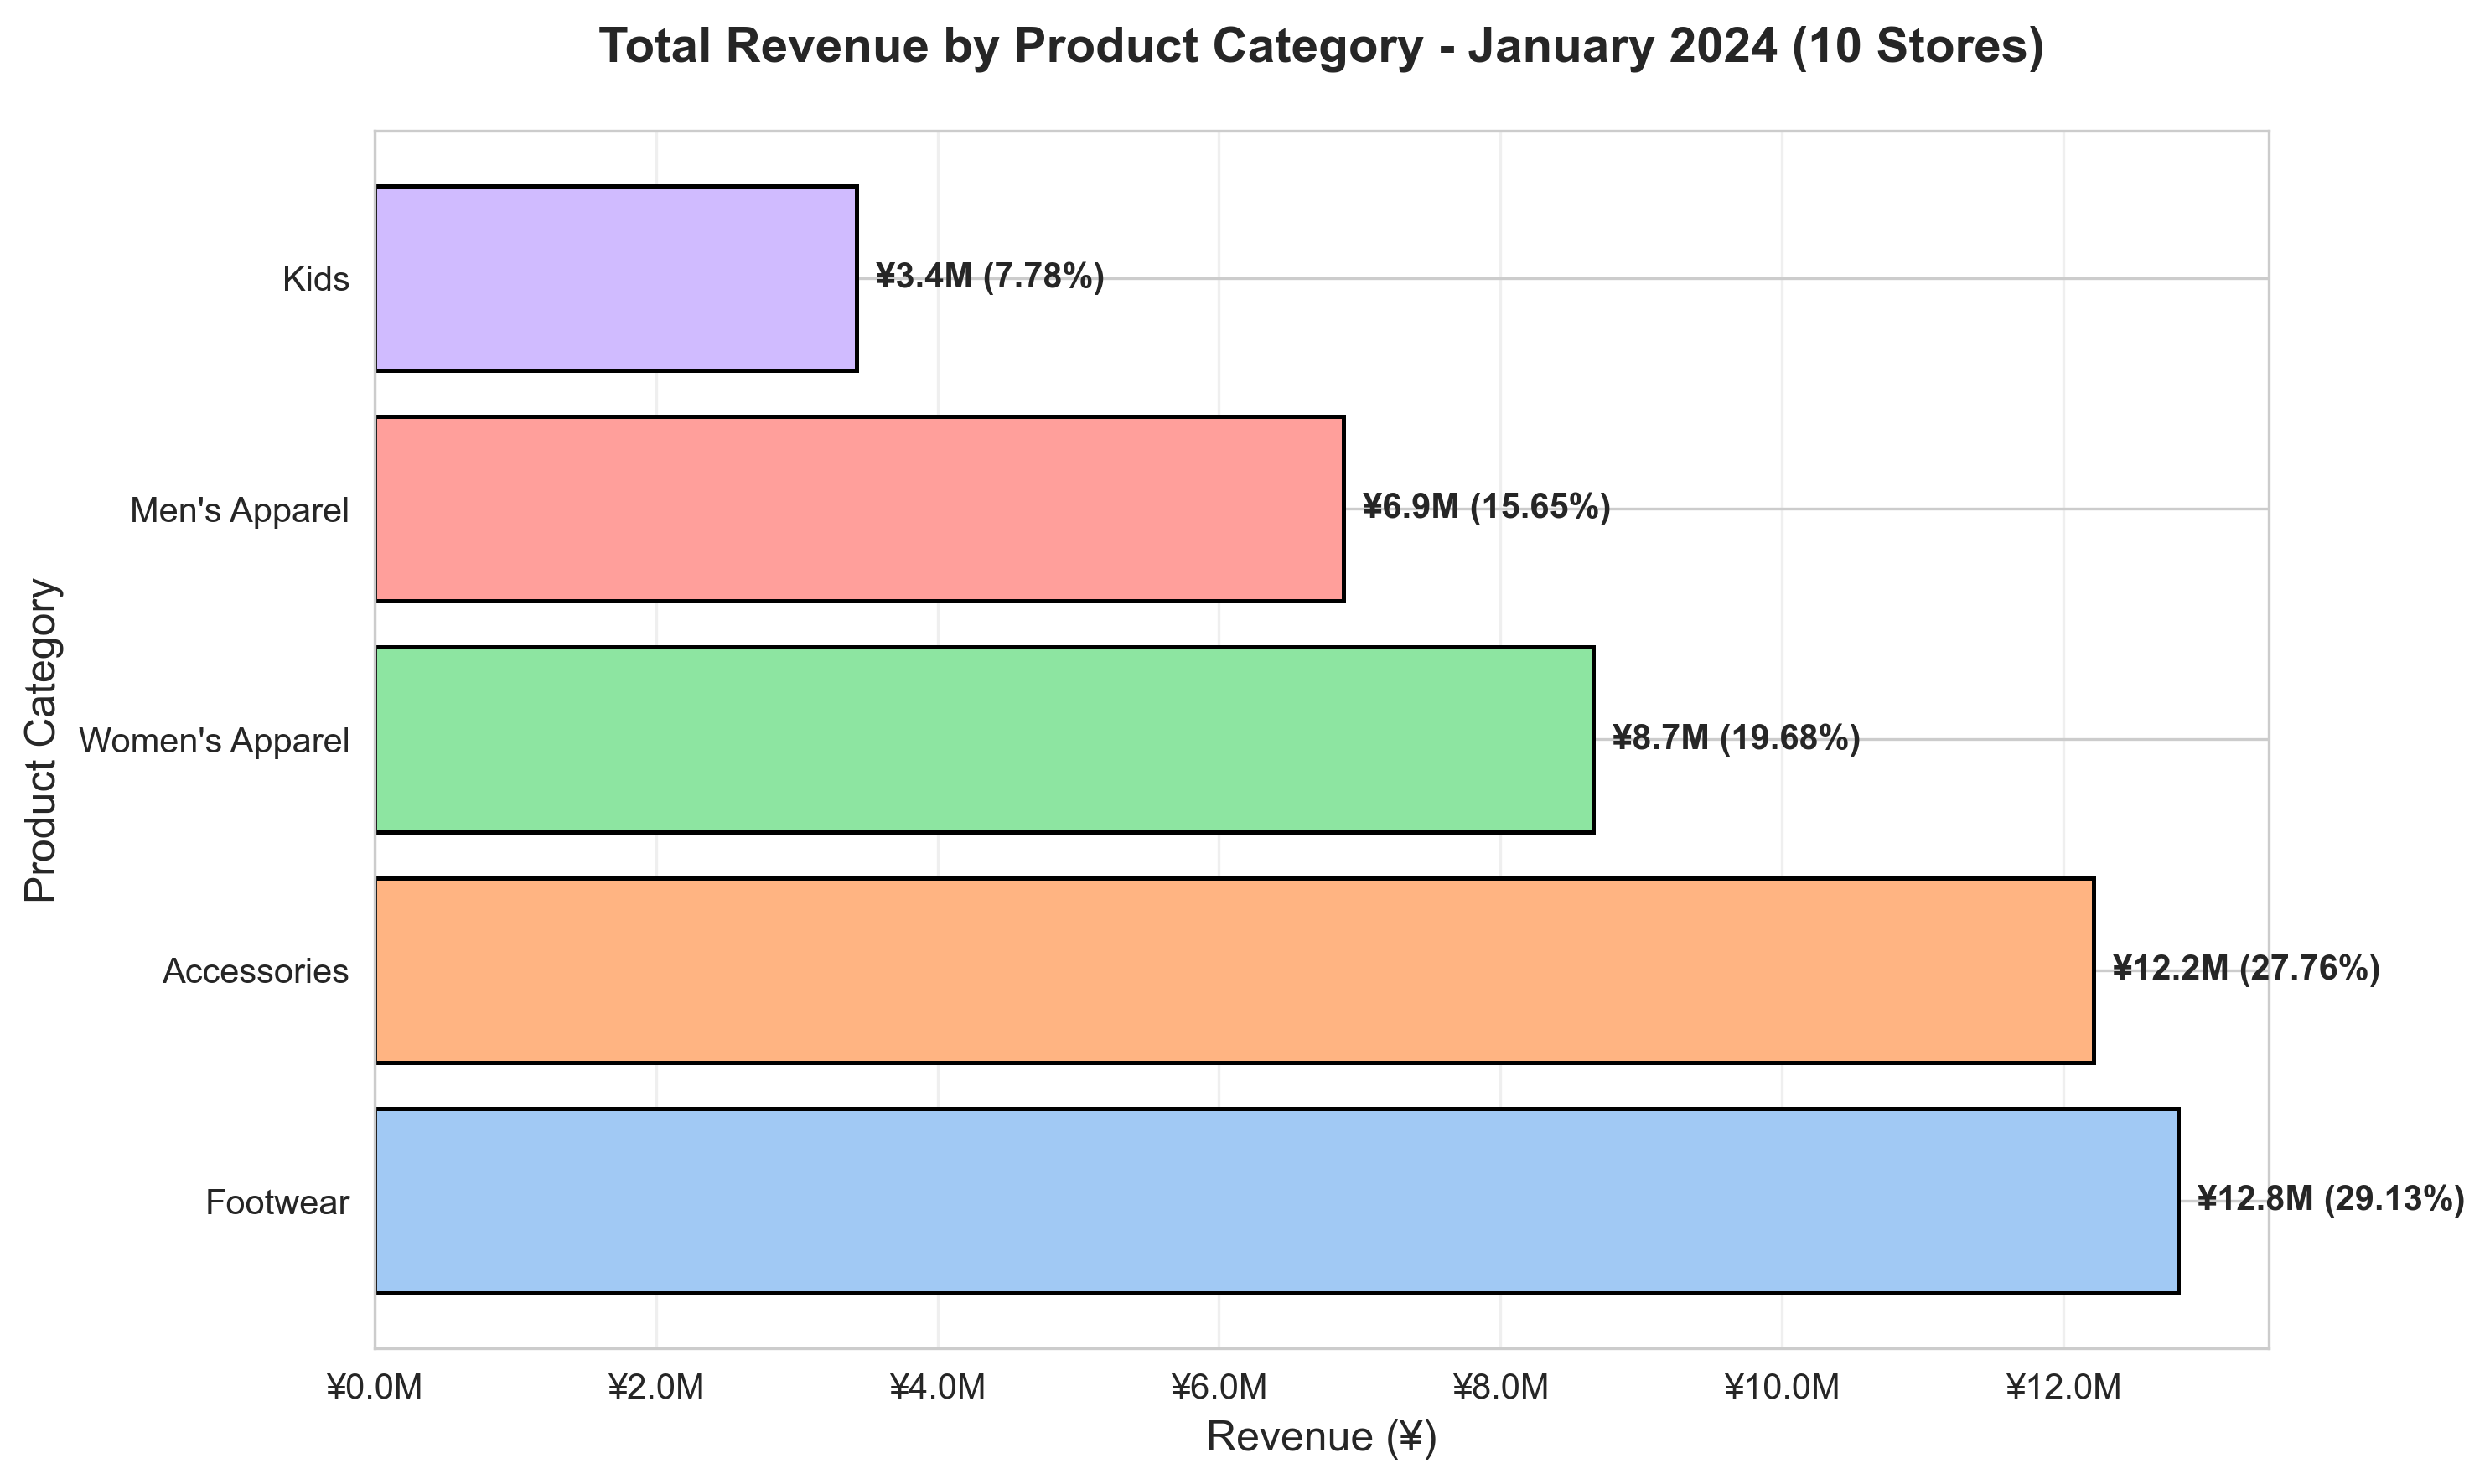 Total Revenue by Product Category - January 2024 (10 Stores)
Product Category
Kids
¥3.4M (7.78%)
Men's Apparel
¥6.9M (15.65%)
Women's Apparel
¥8.7M (19.68%)
Accessories
¥12.2M (27.76%)
Footwear
¥12.8M (29.13%)
¥0.0M ¥2.0M ¥4.0M ¥6.0M ¥8.0M ¥10.0M ¥12.0M
Revenue (¥)